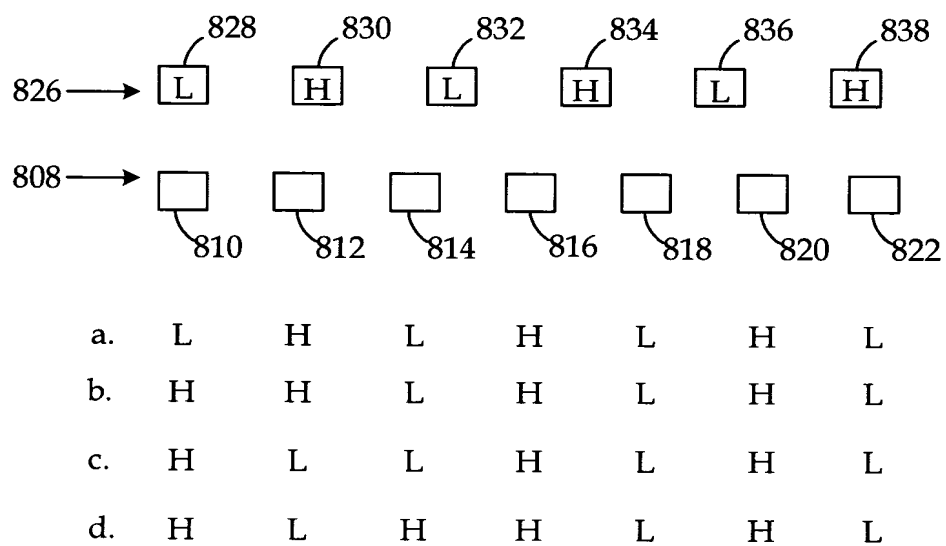 828 830 832 834 836 838
826 L H L H L H
808
810 812 814 816 818 820 822
a. L H L H L H L
b. H H L H L H L
c. H L L H L H L
d. H L H H L H L